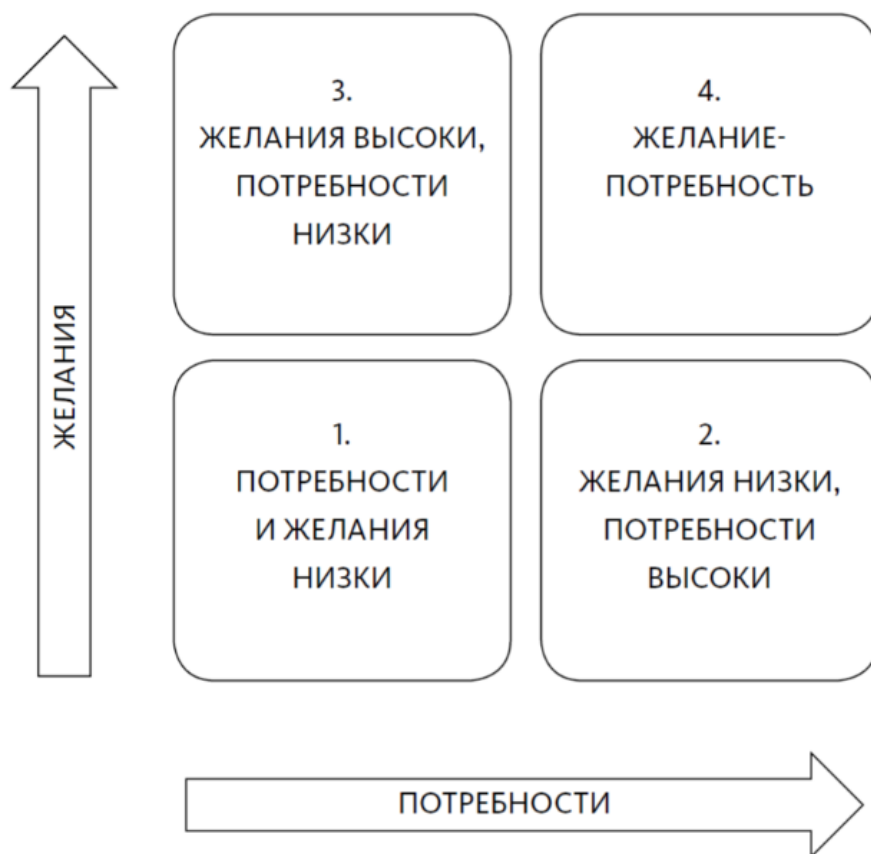 3.
ЖЕЛАНИЯ ВЫСОКИ,
ПОТРЕБНОСТИ
НИЗКИ
4.
ЖЕЛАНИЕ-
ПОТРЕБНОСТЬ
ЖЕЛАНИЯ
1.
ПОТРЕБНОСТИ
И ЖЕЛАНИЯ
НИЗКИ
2.
ЖЕЛАНИЯ НИЗКИ,
ПОТРЕБНОСТИ
ВЫСОКИ
ПОТРЕБНОСТИ